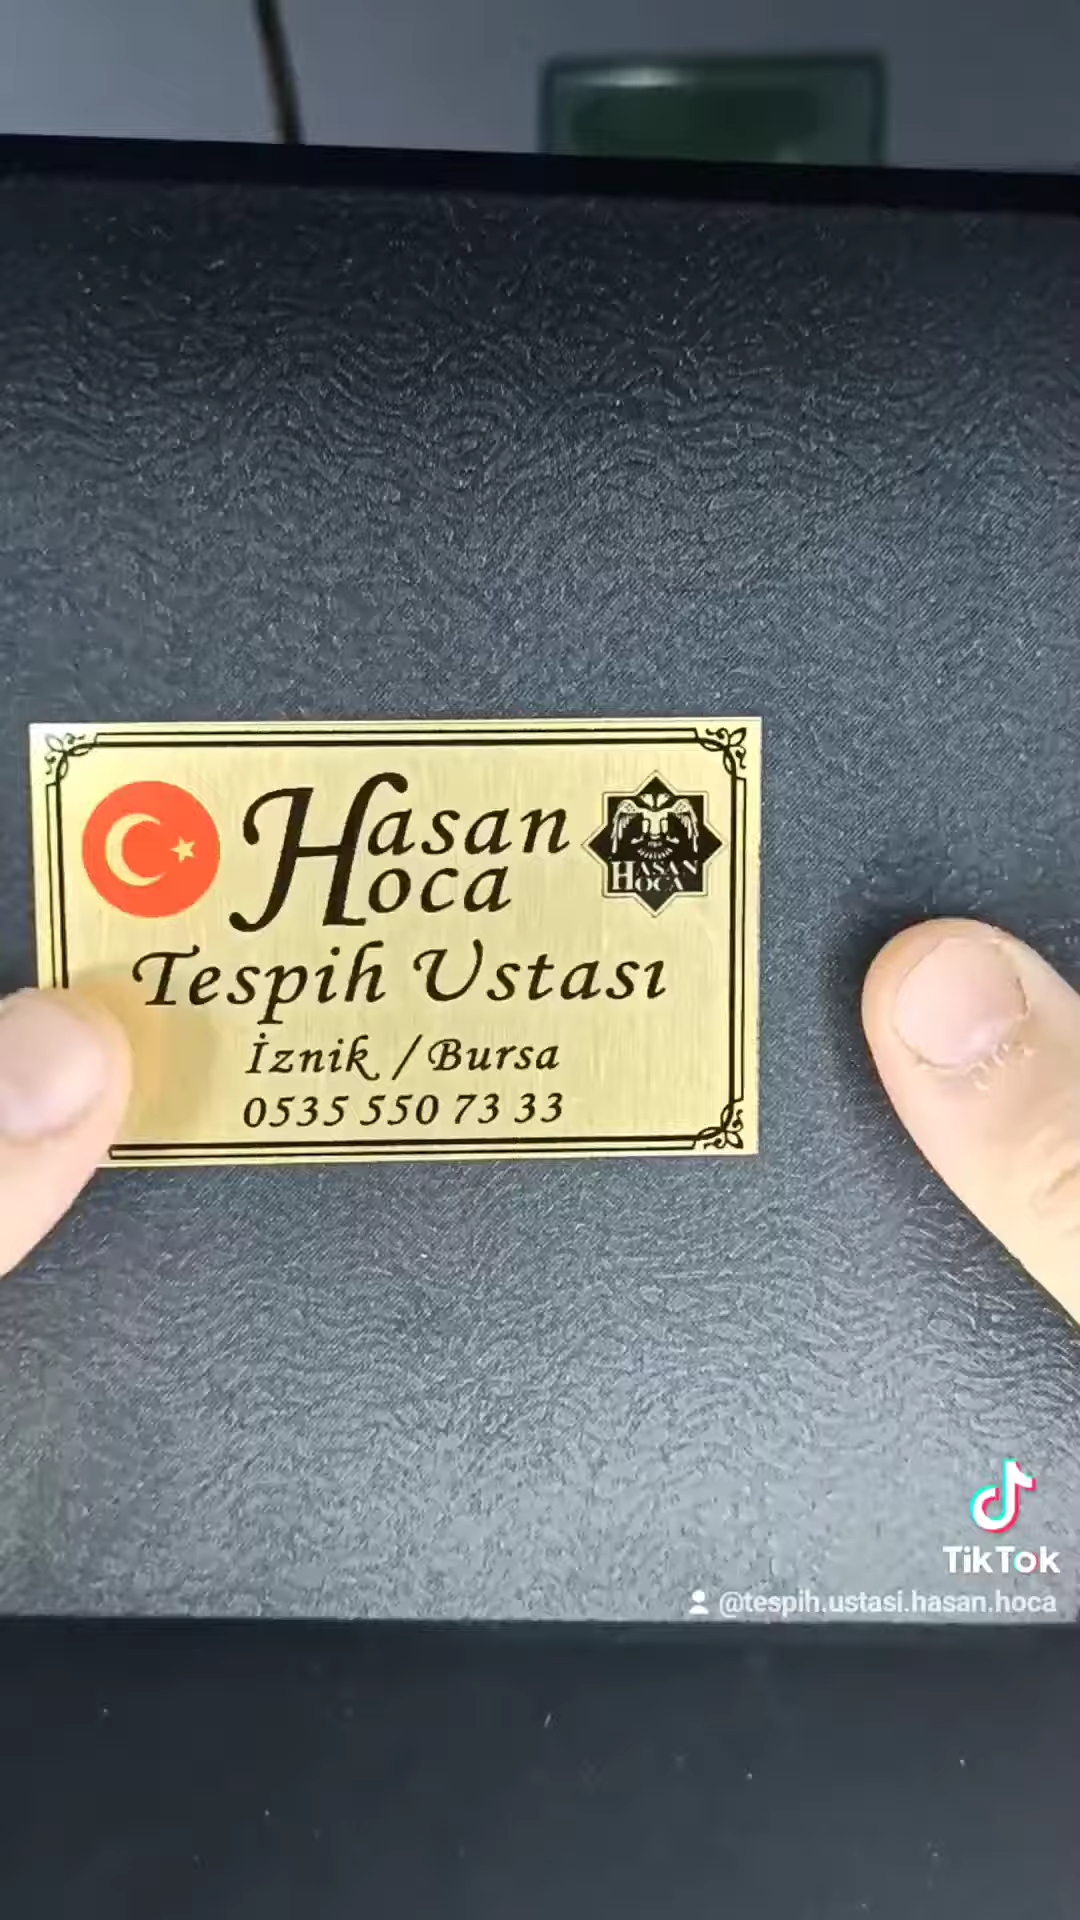 Hasan
Hoca
HASAN
HOCA
Tespih Ustası
İznik / Bursa
0535 550 73 33
TikTok
@tespih.ustasi.hasan.hoca